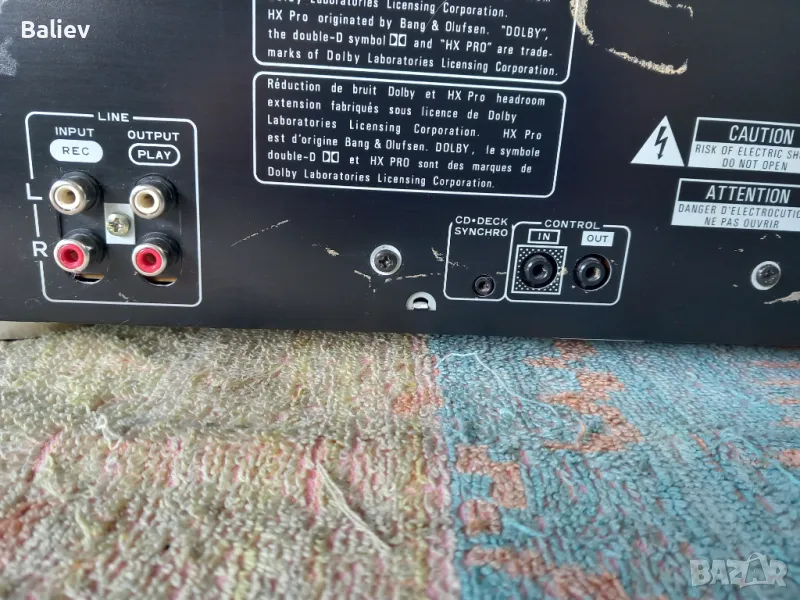 Baliev
Dolby Laboratories Licensing Corporation.
HX Pro originated by Bang & Olufsen. "DOLBY",
the double-D symbol DD and "HX PRO" are trade-
marks of Dolby Laboratories Licensing Corporation.
Réduction de bruit Dolby et HX Pro headroom
extension fabriqués sous licence de Dolby
Laboratories Licensing Corporation. HX Pro
est d'origine Bang & Olufsen. DOLBY, le symbole
double-D DD et HX PRO sont des marques de
Dolby Laboratories Licensing Corporation.
LINE
INPUT OUTPUT
REC PLAY
L
R
CD•DECK
SYNCHRO
CONTROL
IN OUT
CAUTION
RISK OF ELECTRIC SH
DO NOT OPEN
ATTENTION
DANGER D'ELECTROCUTIO
NE PAS OUVRIR
BAZAR